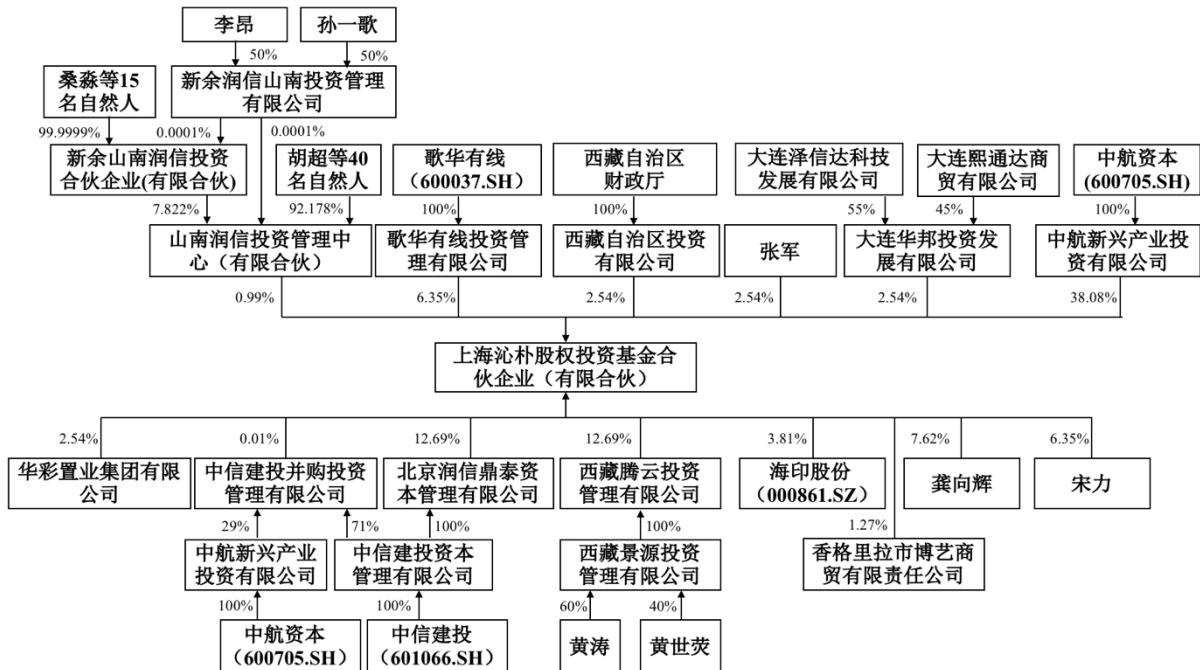 李昂
孙一歌
50%
50%
桑淼等15
名自然人
新余润信山南投资管理
有限公司
99.9999%
0.0001%
0.0001%
新余山南润信投资
合伙企业(有限合伙)
胡超等40
名自然人
歌华有线
（600037.SH）
西藏自治区
财政厅
大连泽信达科技
发展有限公司
大连熙通达商
贸有限公司
中航资本
(600705.SH)
7.822%
92.178%
100%
100%
55%
45%
100%
山南润信投资管理中
心（有限合伙）
歌华有线投资管
理有限公司
西藏自治区投资
有限公司
张军
大连华邦投资发
展有限公司
中航新兴产业投
资有限公司
0.99%
6.35%
2.54%
2.54%
2.54%
38.08%
上海沁朴股权投资基金合
伙企业（有限合伙）
2.54%
0.01%
12.69%
12.69%
3.81%
7.62%
6.35%
华彩置业集团有限
公司
中信建投并购投资
管理有限公司
北京润信鼎泰资
本管理有限公司
西藏腾云投资
管理有限公司
海印股份
（000861.SZ）
龚向辉
宋力
29%
71%
100%
100%
1.27%
中航新兴产业
投资有限公司
中信建投资本
管理有限公司
西藏景源投资
管理有限公司
香格里拉市博艺商
贸有限责任公司
100%
100%
60%
40%
中航资本
（600705.SH）
中信建投
（601066.SH）
黄涛
黄世荧